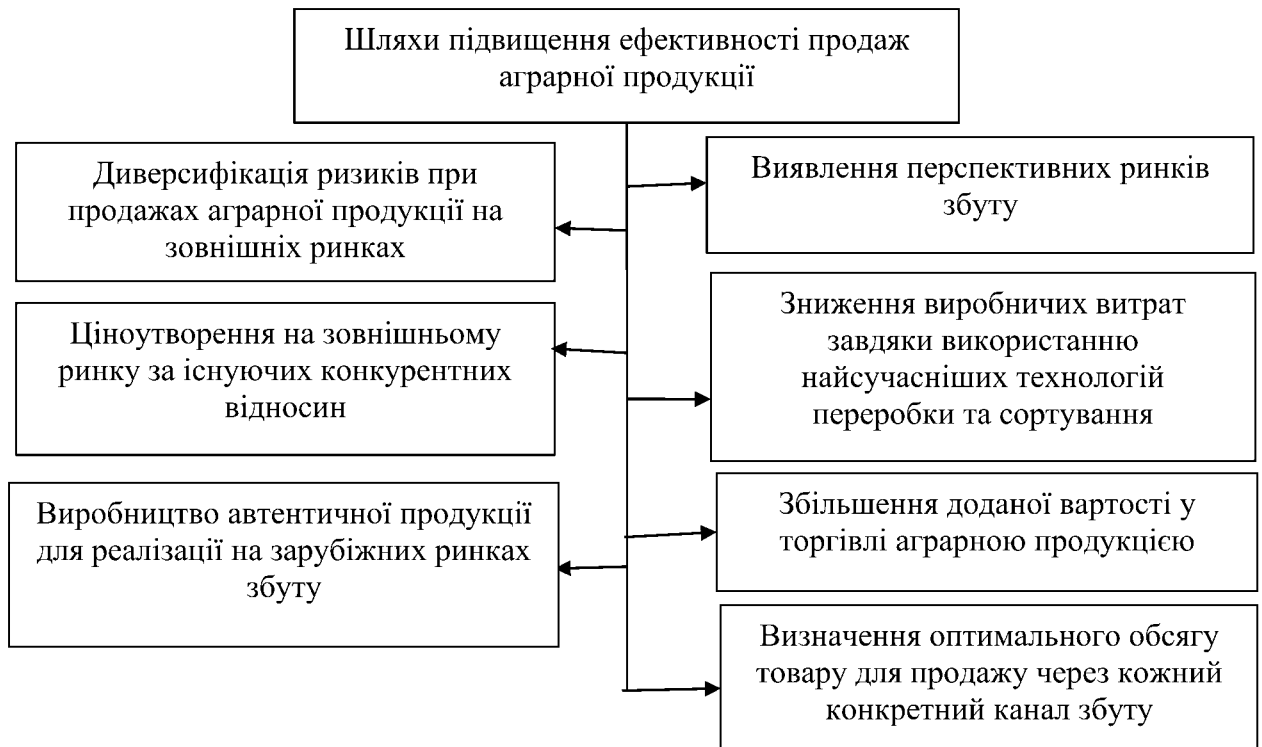 Шляхи підвищення ефективності продаж
аграрної продукції
Диверсифікація ризиків при
продажах аграрної продукції на
зовнішніх ринках
Виявлення перспективних ринків
збуту
Ціноутворення на зовнішньому
ринку за існуючих конкурентних
відносин
Зниження виробничих витрат
завдяки використанню
найсучасніших технологій
переробки та сортування
Виробництво автентичної продукції
для реалізації на зарубіжних ринках
збуту
Збільшення доданої вартості у
торгівлі аграрною продукцією
Визначення оптимального обсягу
товару для продажу через кожний
конкретний канал збуту